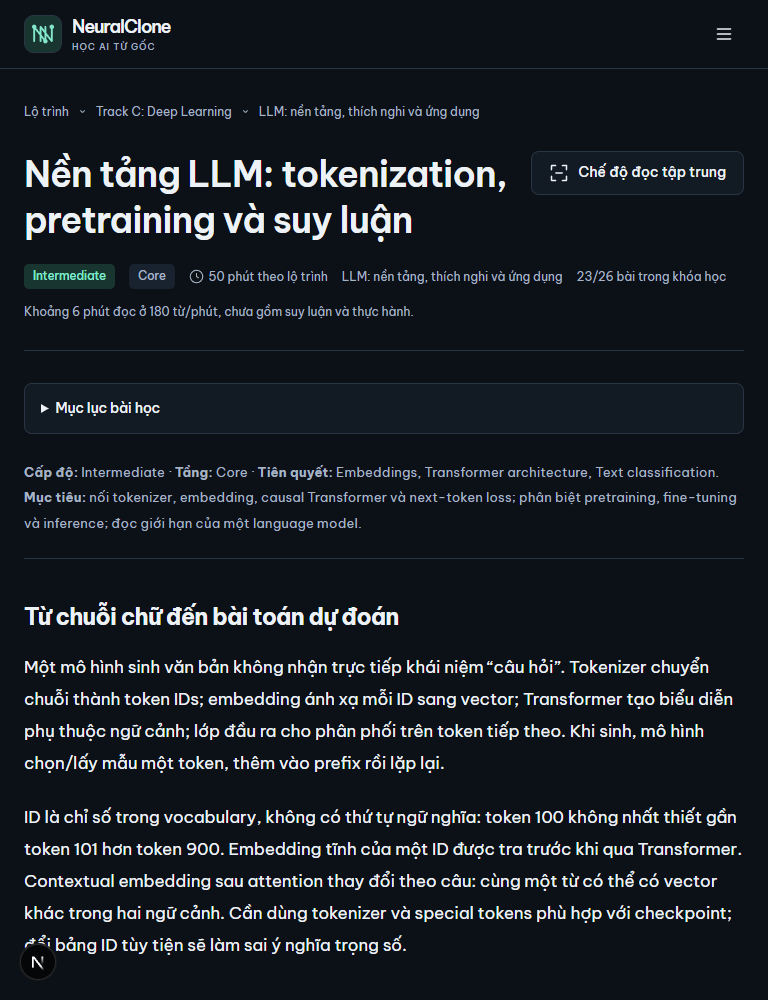 NeuralClone
HỌC AI TỪ GỐC
Lộ trình
Track C: Deep Learning
LLM: nền tảng, thích nghi và ứng dụng
Nền tảng LLM: tokenization,
pretraining và suy luận
Chế độ đọc tập trung
Intermediate Core 50 phút theo lộ trình LLM: nền tảng, thích nghi và ứng dụng 23/26 bài trong khóa học
Khoảng 6 phút đọc ở 180 từ/phút, chưa gồm suy luận và thực hành.
Mục lục bài học
Cấp độ: Intermediate · Tầng: Core · Tiên quyết: Embeddings, Transformer architecture, Text classification.
Mục tiêu: nối tokenizer, embedding, causal Transformer và next-token loss; phân biệt pretraining, fine-tuning
và inference; đọc giới hạn của một language model.
Từ chuỗi chữ đến bài toán dự đoán
Một mô hình sinh văn bản không nhận trực tiếp khái niệm “câu hỏi”. Tokenizer chuyển
chuỗi thành token IDs; embedding ánh xạ mỗi ID sang vector; Transformer tạo biểu diễn
phụ thuộc ngữ cảnh; lớp đầu ra cho phân phối trên token tiếp theo. Khi sinh, mô hình
chọn/lấy mẫu một token, thêm vào prefix rồi lặp lại.
ID là chỉ số trong vocabulary, không có thứ tự ngữ nghĩa: token 100 không nhất thiết gần
token 101 hơn token 900. Embedding tĩnh của một ID được tra trước khi qua Transformer.
Contextual embedding sau attention thay đổi theo câu: cùng một từ có thể có vector
khác trong hai ngữ cảnh. Cần dùng tokenizer và special tokens phù hợp với checkpoint;
đổi bảng ID tùy tiện sẽ làm sai ý nghĩa trọng số.